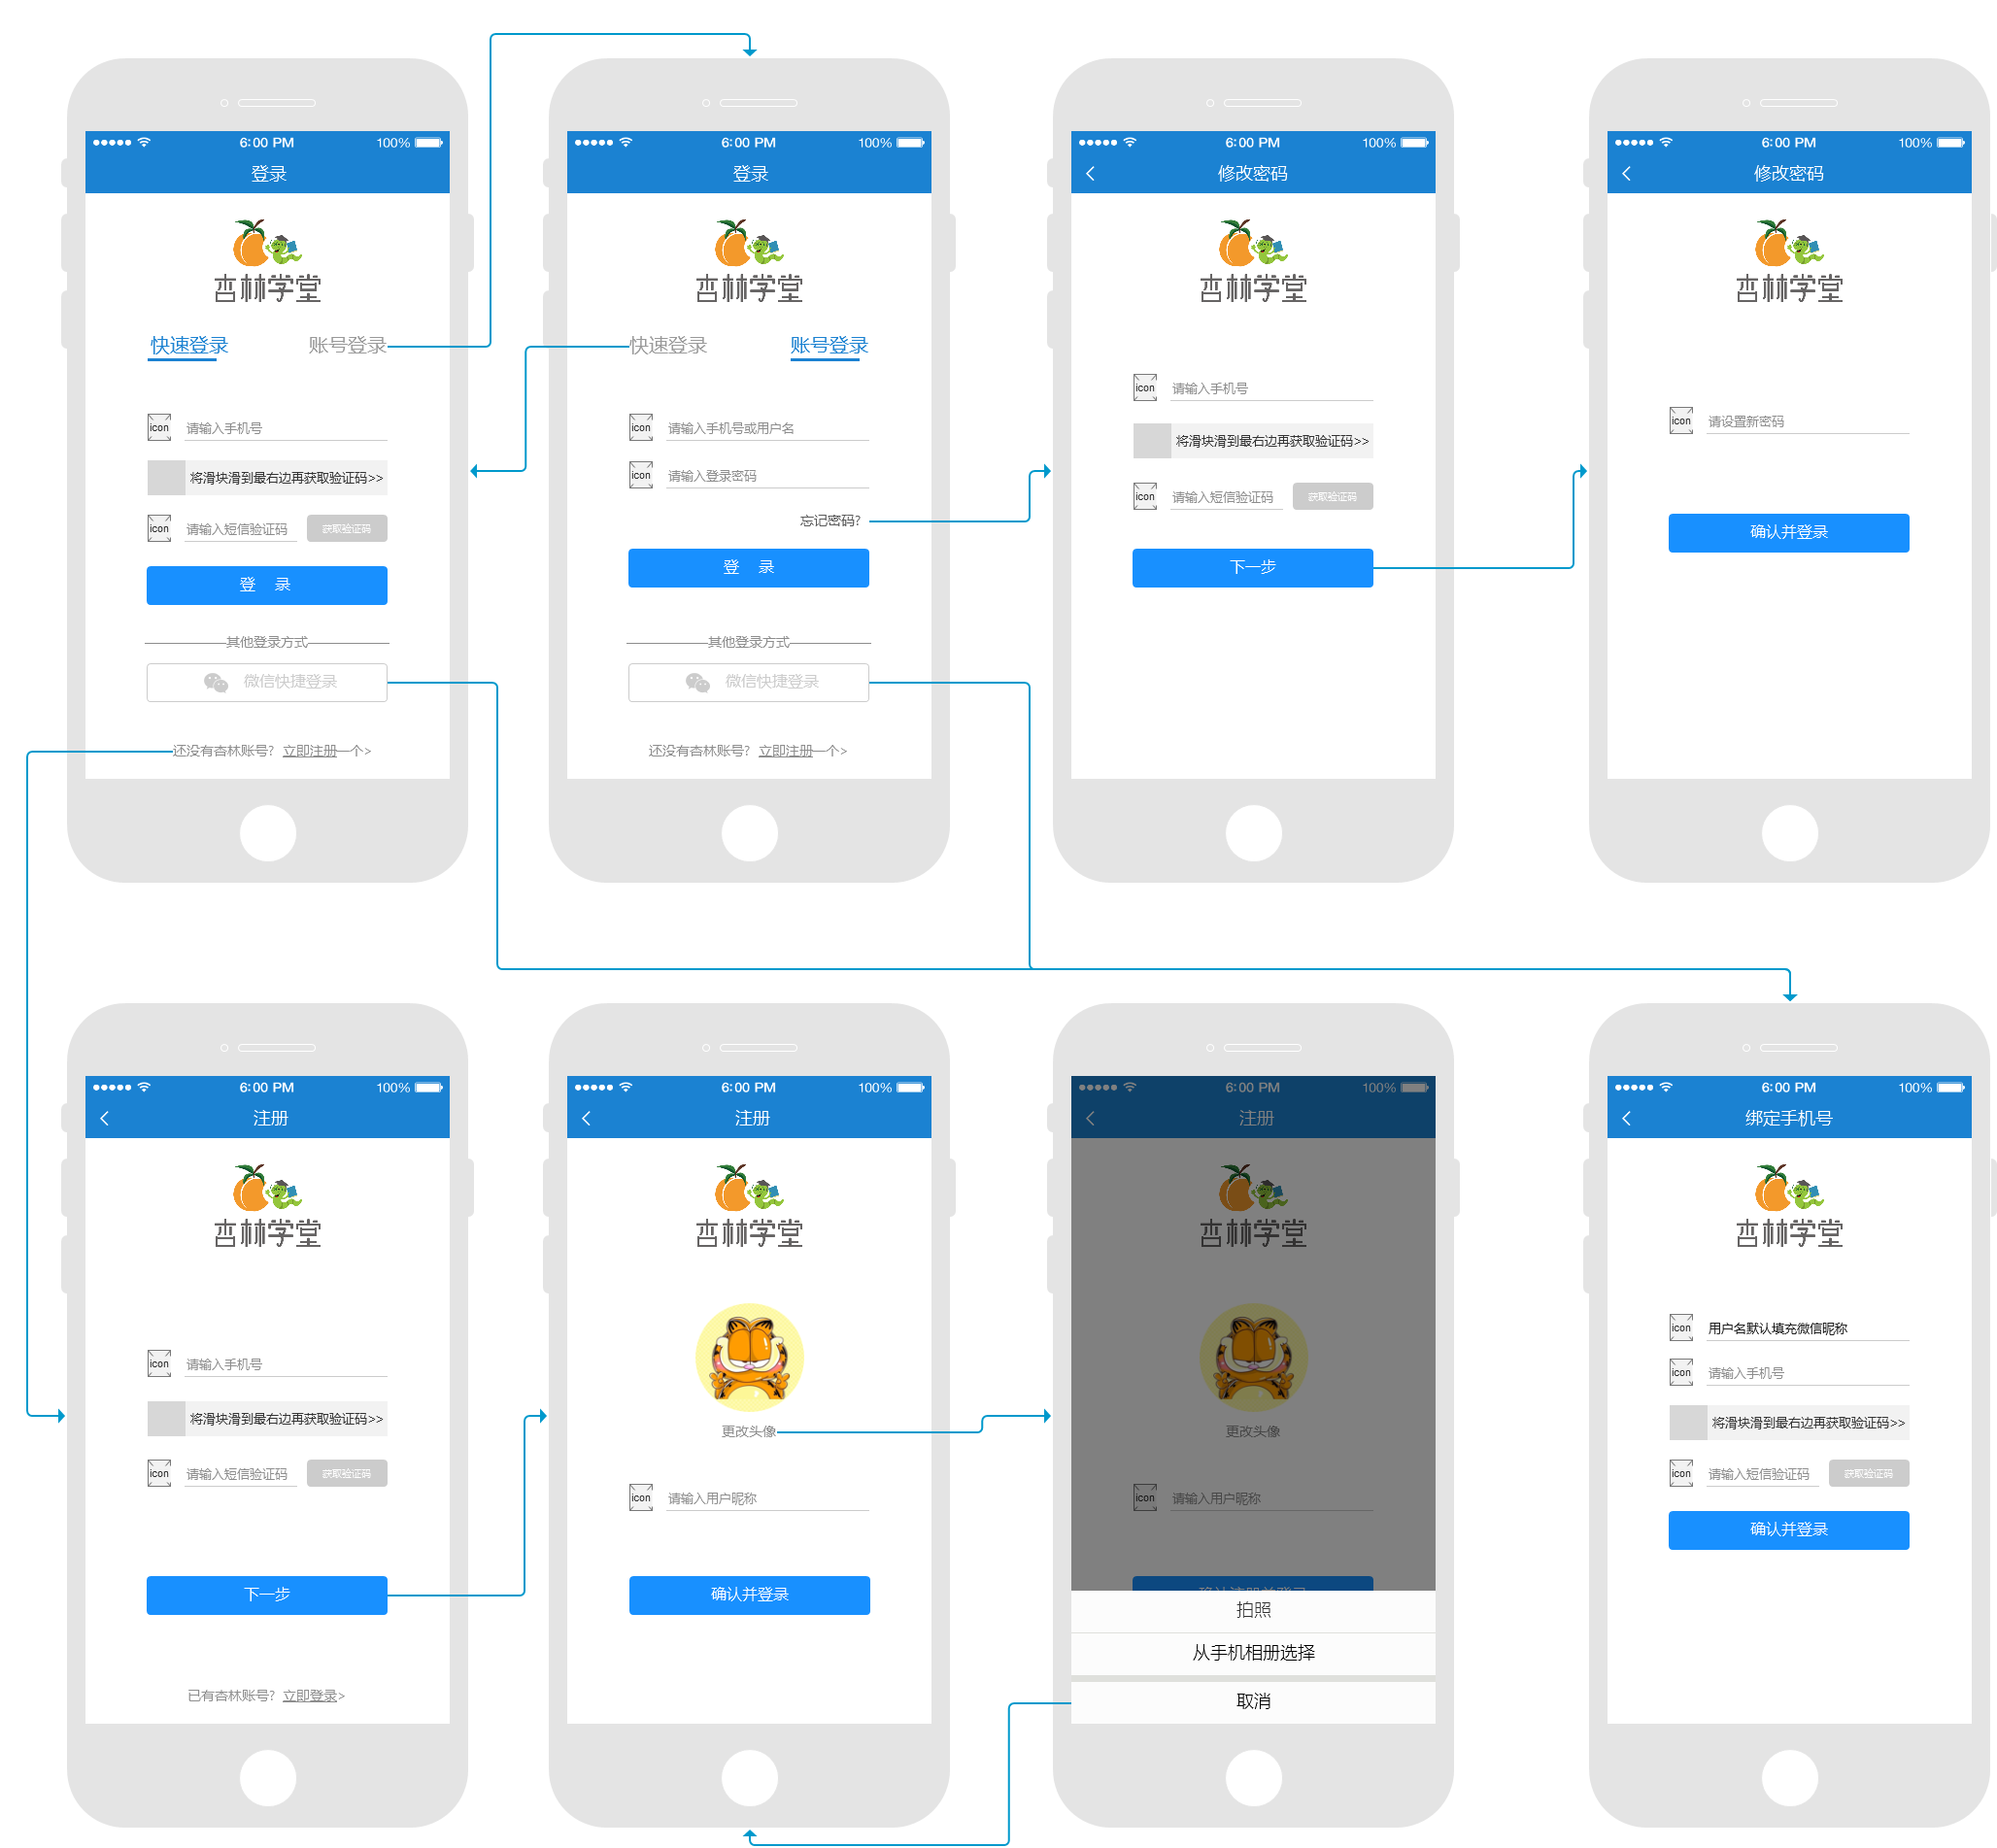 6:00 PM
100%
登录
杏林学堂
快速登录
账号登录
icon
请输入手机号
将滑块滑到最右边再获取验证码>>
icon
请输入短信验证码
获取验证码
登 录
其他登录方式
微信快捷登录
还没有杏林账号? 立即注册一个>
6:00 PM
100%
登录
杏林学堂
快速登录
账号登录
icon
请输入手机号或用户名
icon
请输入登录密码
忘记密码?
登 录
其他登录方式
微信快捷登录
还没有杏林账号? 立即注册一个>
6:00 PM
100%
修改密码
杏林学堂
icon
请输入手机号
将滑块滑到最右边再获取验证码>>
icon
请输入短信验证码
获取验证码
下一步
6:00 PM
100%
修改密码
杏林学堂
icon
请设置新密码
确认并登录
6:00 PM
100%
注册
杏林学堂
icon
请输入手机号
将滑块滑到最右边再获取验证码>>
icon
请输入短信验证码
获取验证码
下一步
已有杏林账号? 立即登录>
6:00 PM
100%
注册
杏林学堂
更改头像
icon
请输入用户昵称
确认并登录
6:00 PM
100%
注册
杏林学堂
更改头像
icon
请输入用户昵称
确认注册并登录
拍照
从手机相册选择
取消
6:00 PM
100%
绑定手机号
杏林学堂
icon
用户名默认填充微信昵称
icon
请输入手机号
将滑块滑到最右边再获取验证码>>
icon
请输入短信验证码
获取验证码
确认并登录